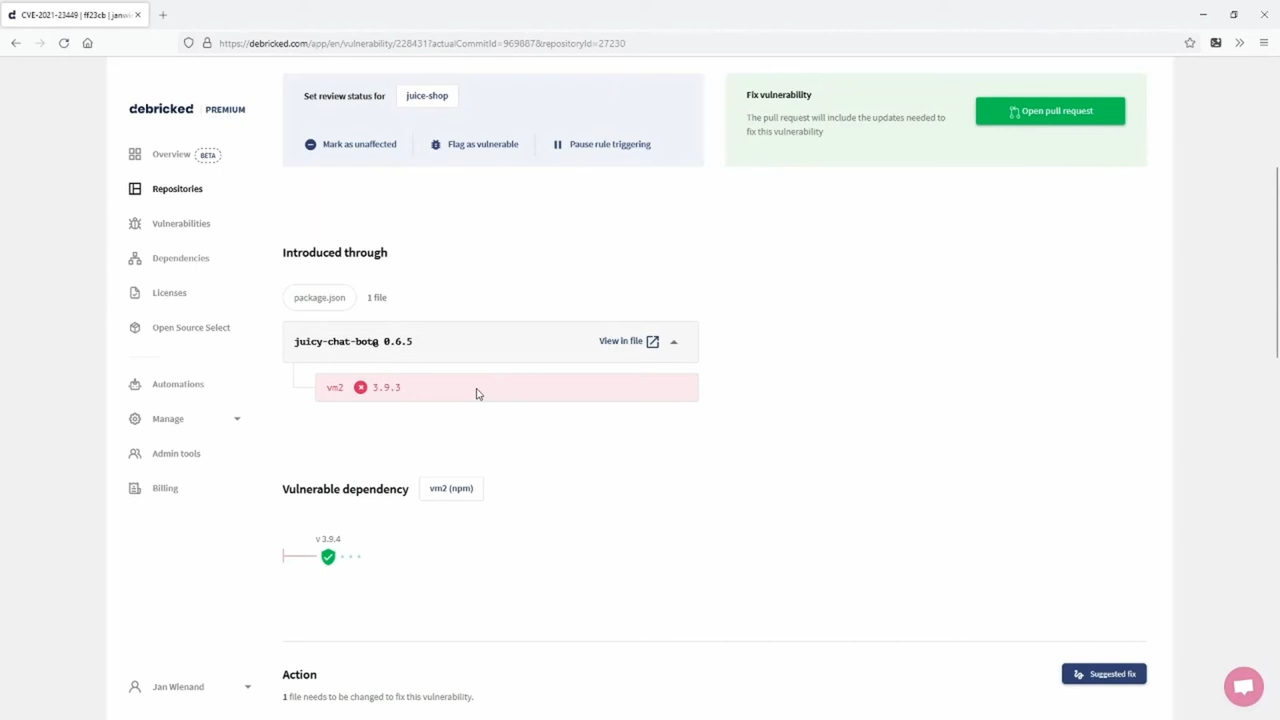 CVE-2021-23449 | ff23cb | janwi
https://debricked.com/app/en/vulnerability/228431?actualCommitId=969887&repositoryId=27230
debricked | PREMIUM
Overview BETA
Repositories
Vulnerabilities
Dependencies
Licenses
Open Source Select
Automations
Manage
Admin tools
Billing
Jan Wienand
Set review status for juice-shop
Mark as unaffected
Flag as vulnerable
Pause rule triggering
Fix vulnerability
The pull request will include the updates needed to
fix this vulnerability
Open pull request
Introduced through
package.json 1 file
juicy-chat-bot@ 0.6.5 View in file
vm2 3.9.3
Vulnerable dependency vm2 (npm)
v 3.9.4
Action
1 file needs to be changed to fix this vulnerability.
Suggested fix